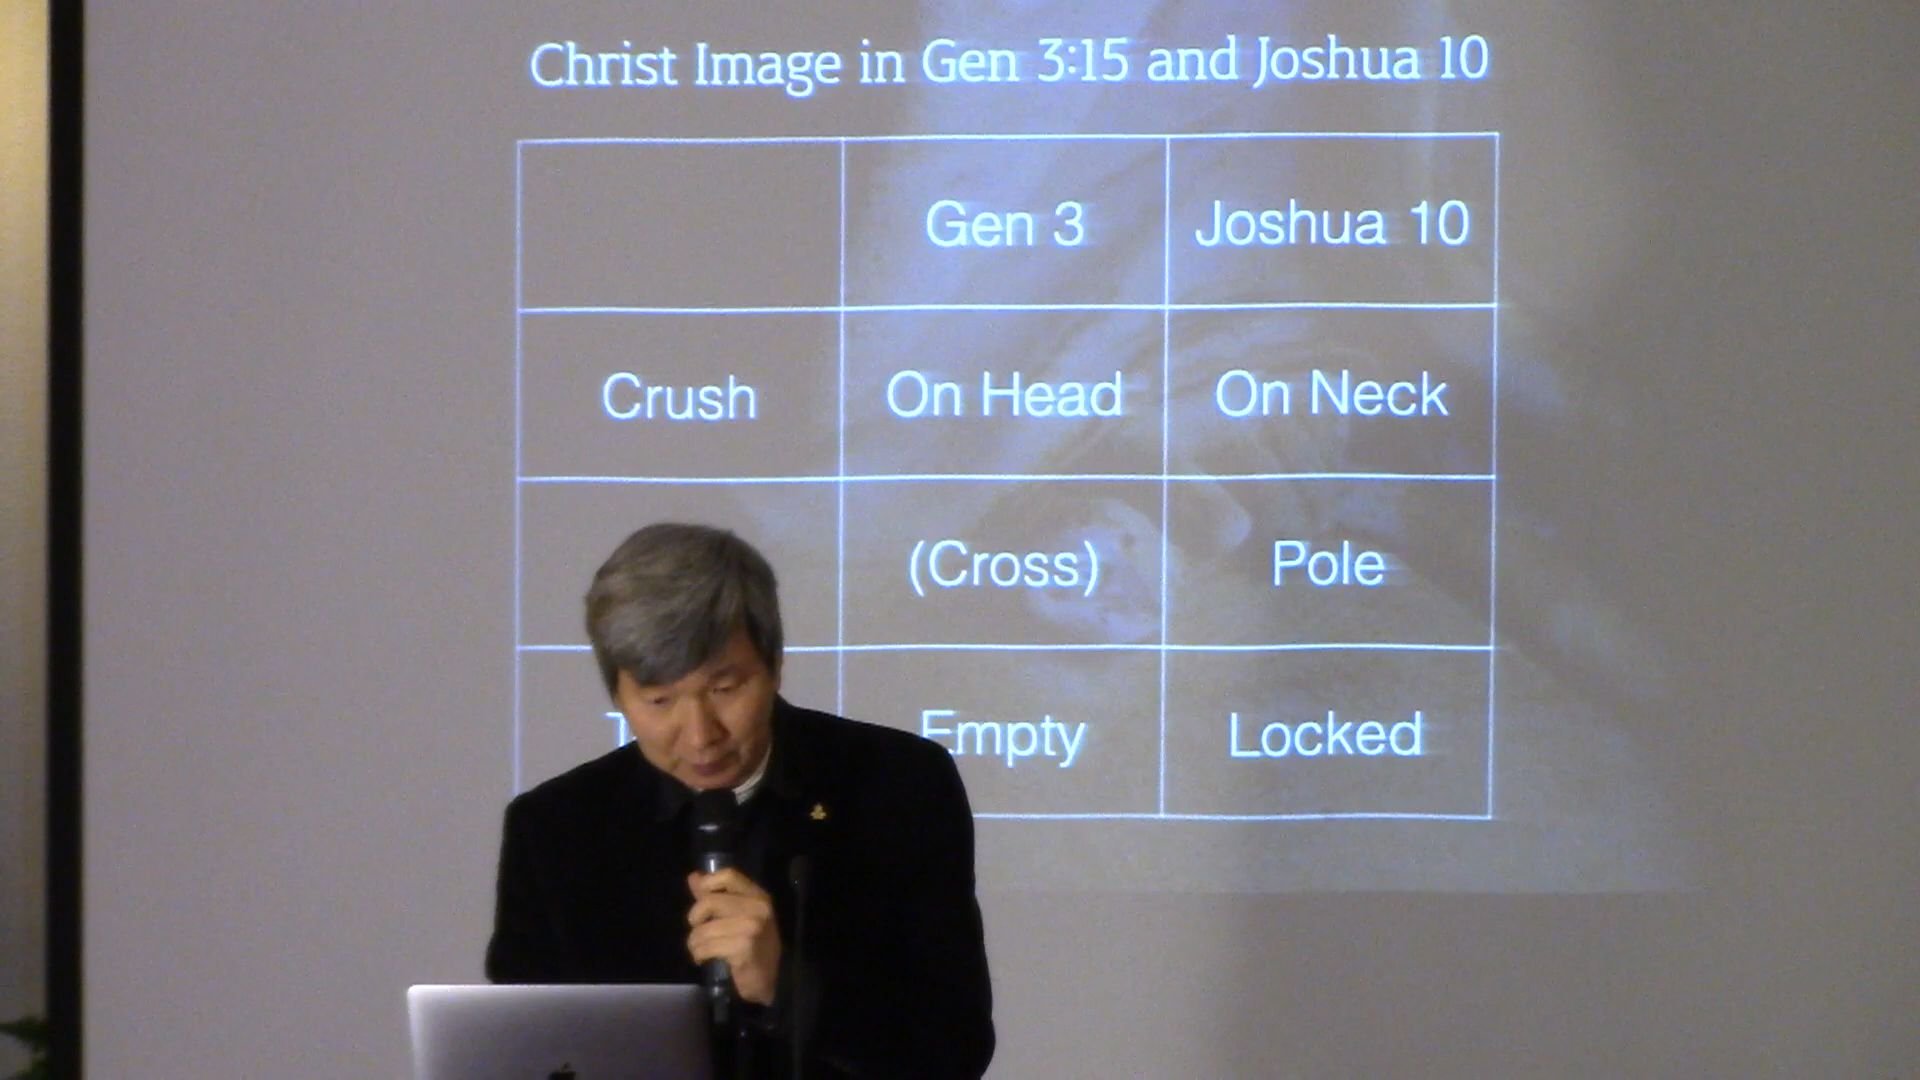 Christ Image in Gen 3:15 and Joshua 10
Gen 3 Joshua 10
Crush On Head On Neck
(Cross) Pole
Empty Locked